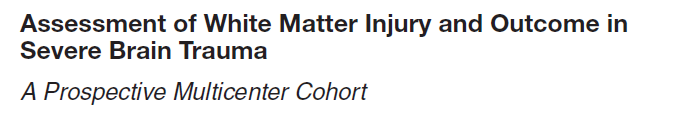 Assessment of White Matter Injury and Outcome in
Severe Brain Trauma
A Prospective Multicenter Cohort